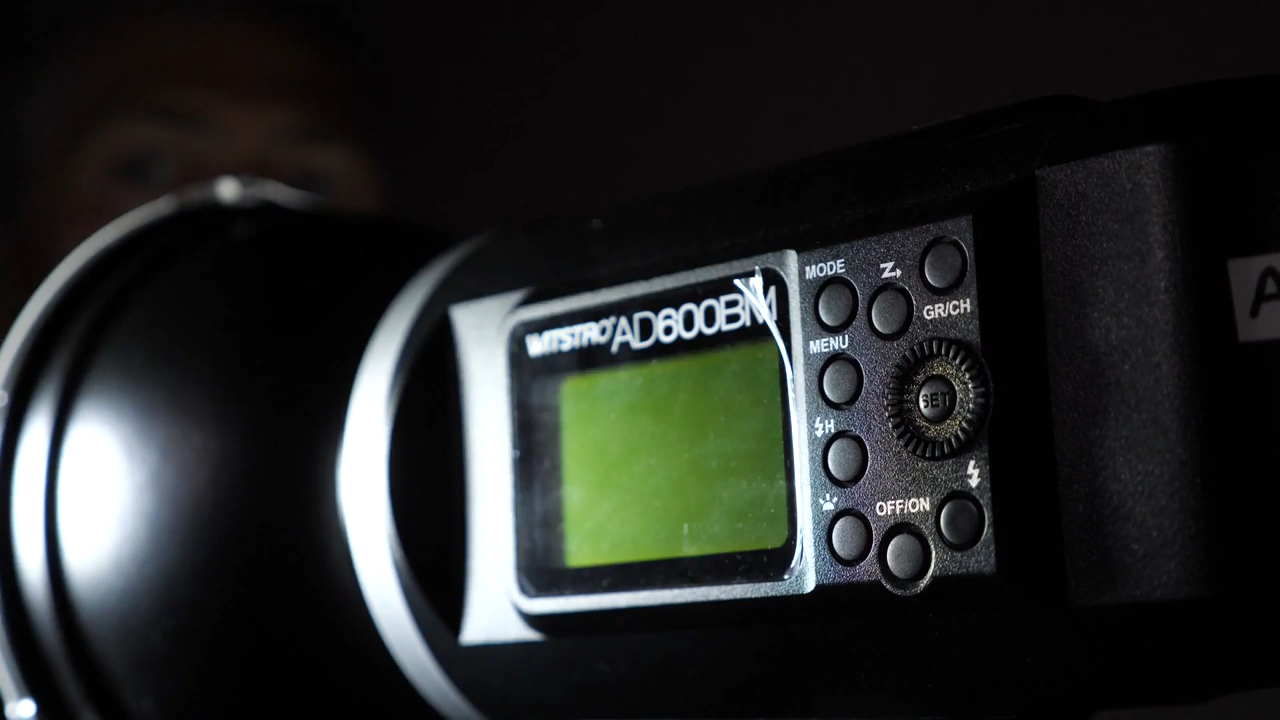 WITSTRO AD600BM
MODE
Z
GR/CH
MENU
SET
H
OFF/ON
A